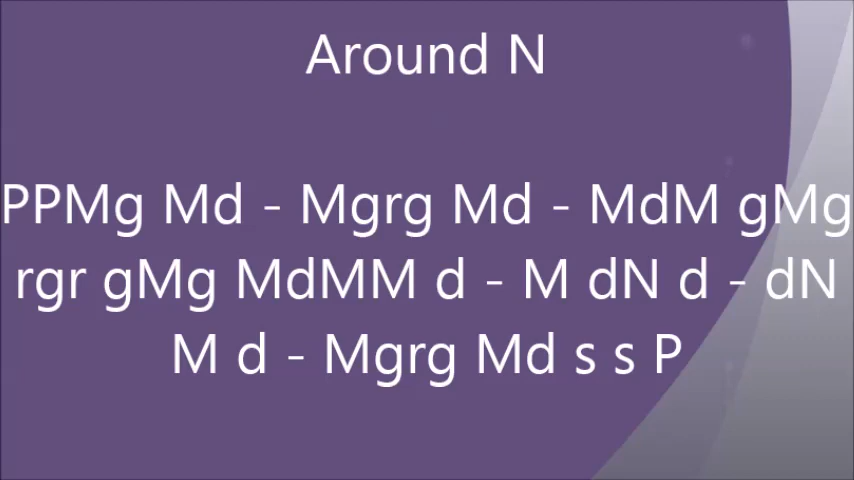 Around N
PPMg Md - Mgrg Md - MdM gMg
rgr gMg MdMM d - M dN d - dN
M d - Mgrg Md s s P